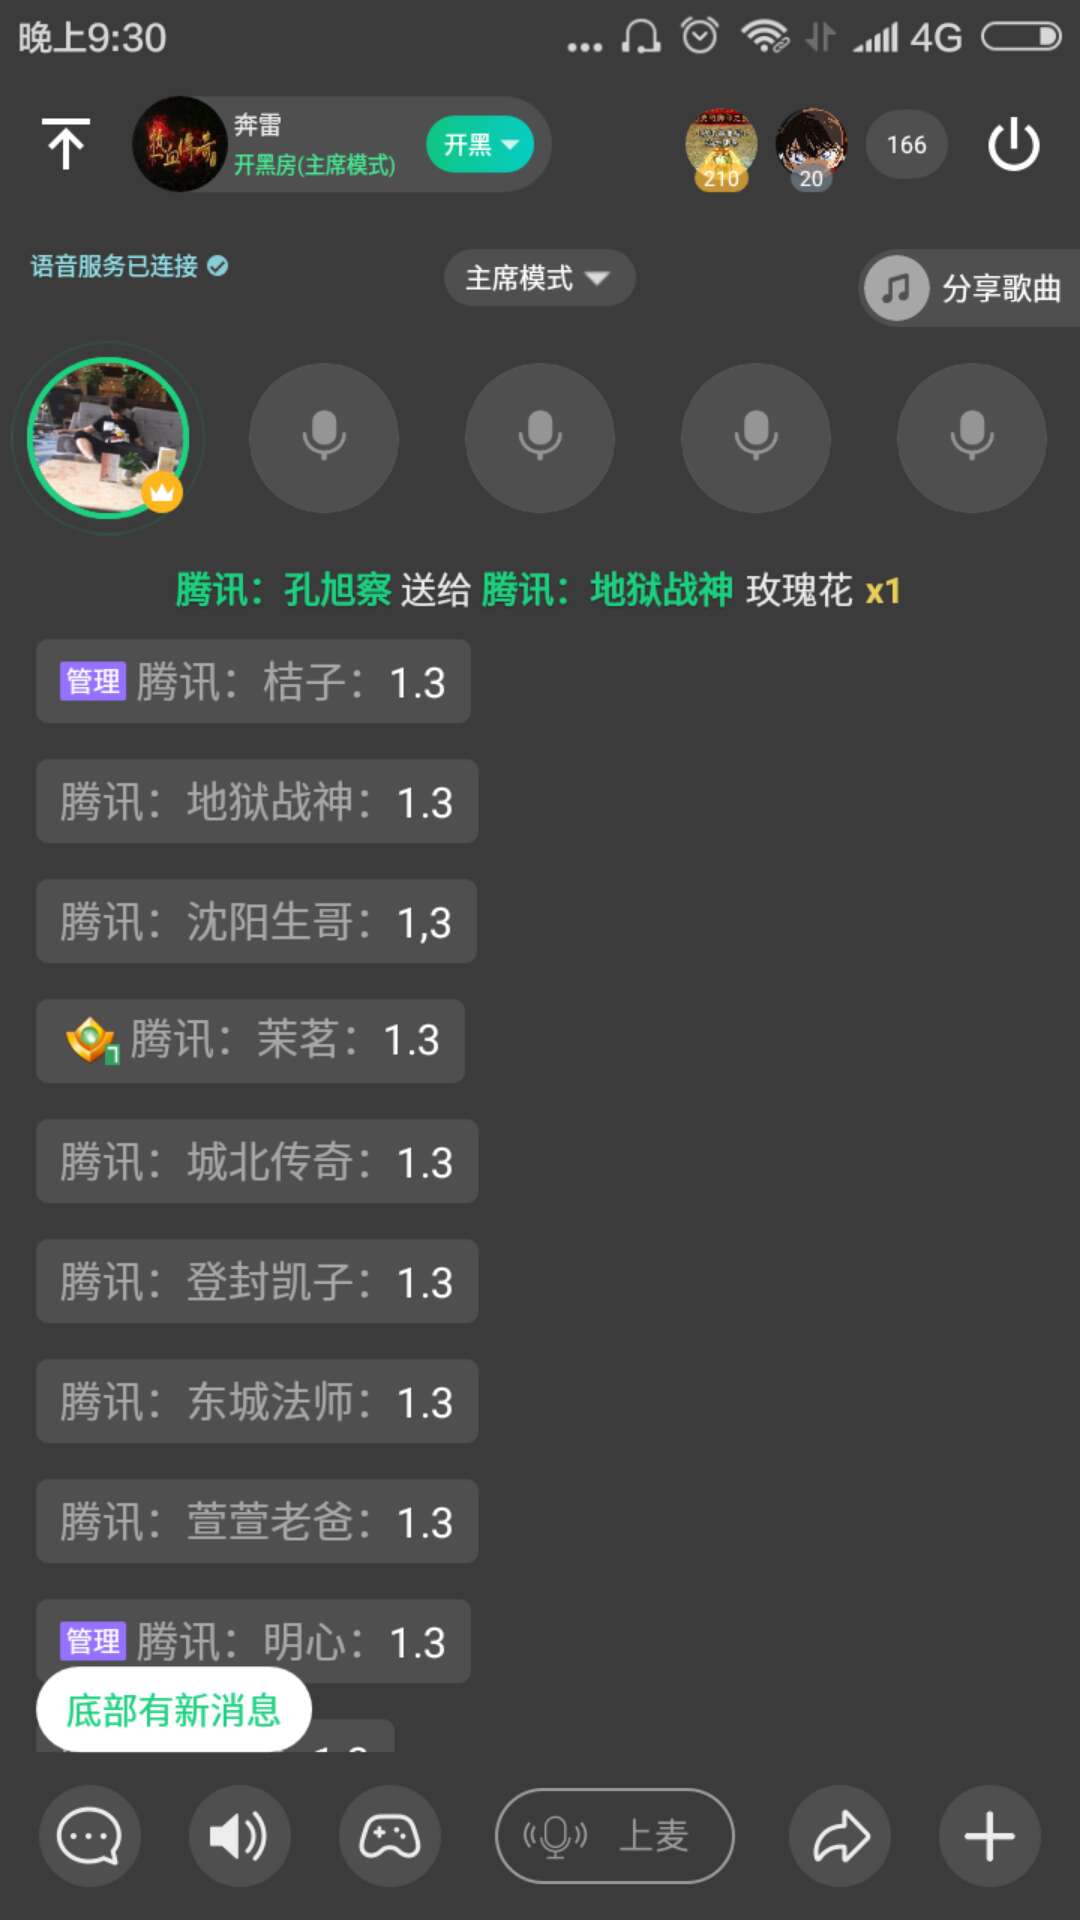 晚上9:30
4G
奔雷
开黑房(主席模式)
开黑
210
20
166
语音服务已连接
主席模式
分享歌曲
腾讯：孔旭察 送给 腾讯：地狱战神 玫瑰花 x1
管理 腾讯：桔子：1.3
腾讯：地狱战神：1.3
腾讯：沈阳生哥：1,3
腾讯：茉茗：1.3
腾讯：城北传奇：1.3
腾讯：登封凯子：1.3
腾讯：东城法师：1.3
腾讯：萱萱老爸：1.3
管理 腾讯：明心：1.3
底部有新消息
上麦